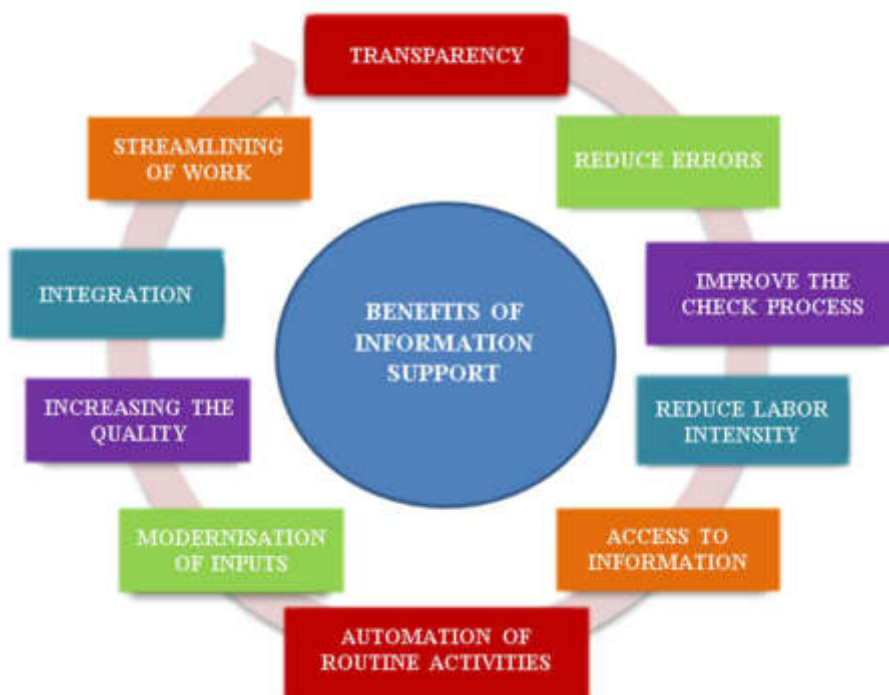 TRANSPARENCY
REDUCE ERRORS
IMPROVE THE
CHECK PROCESS
REDUCE LABOR
INTENSITY
ACCESS TO
INFORMATION
AUTOMATION OF
ROUTINE ACTIVITIES
MODERNISATION
OF INPUTS
INCREASING THE
QUALITY
INTEGRATION
STREAMLINING
OF WORK
BENEFITS OF
INFORMATION
SUPPORT